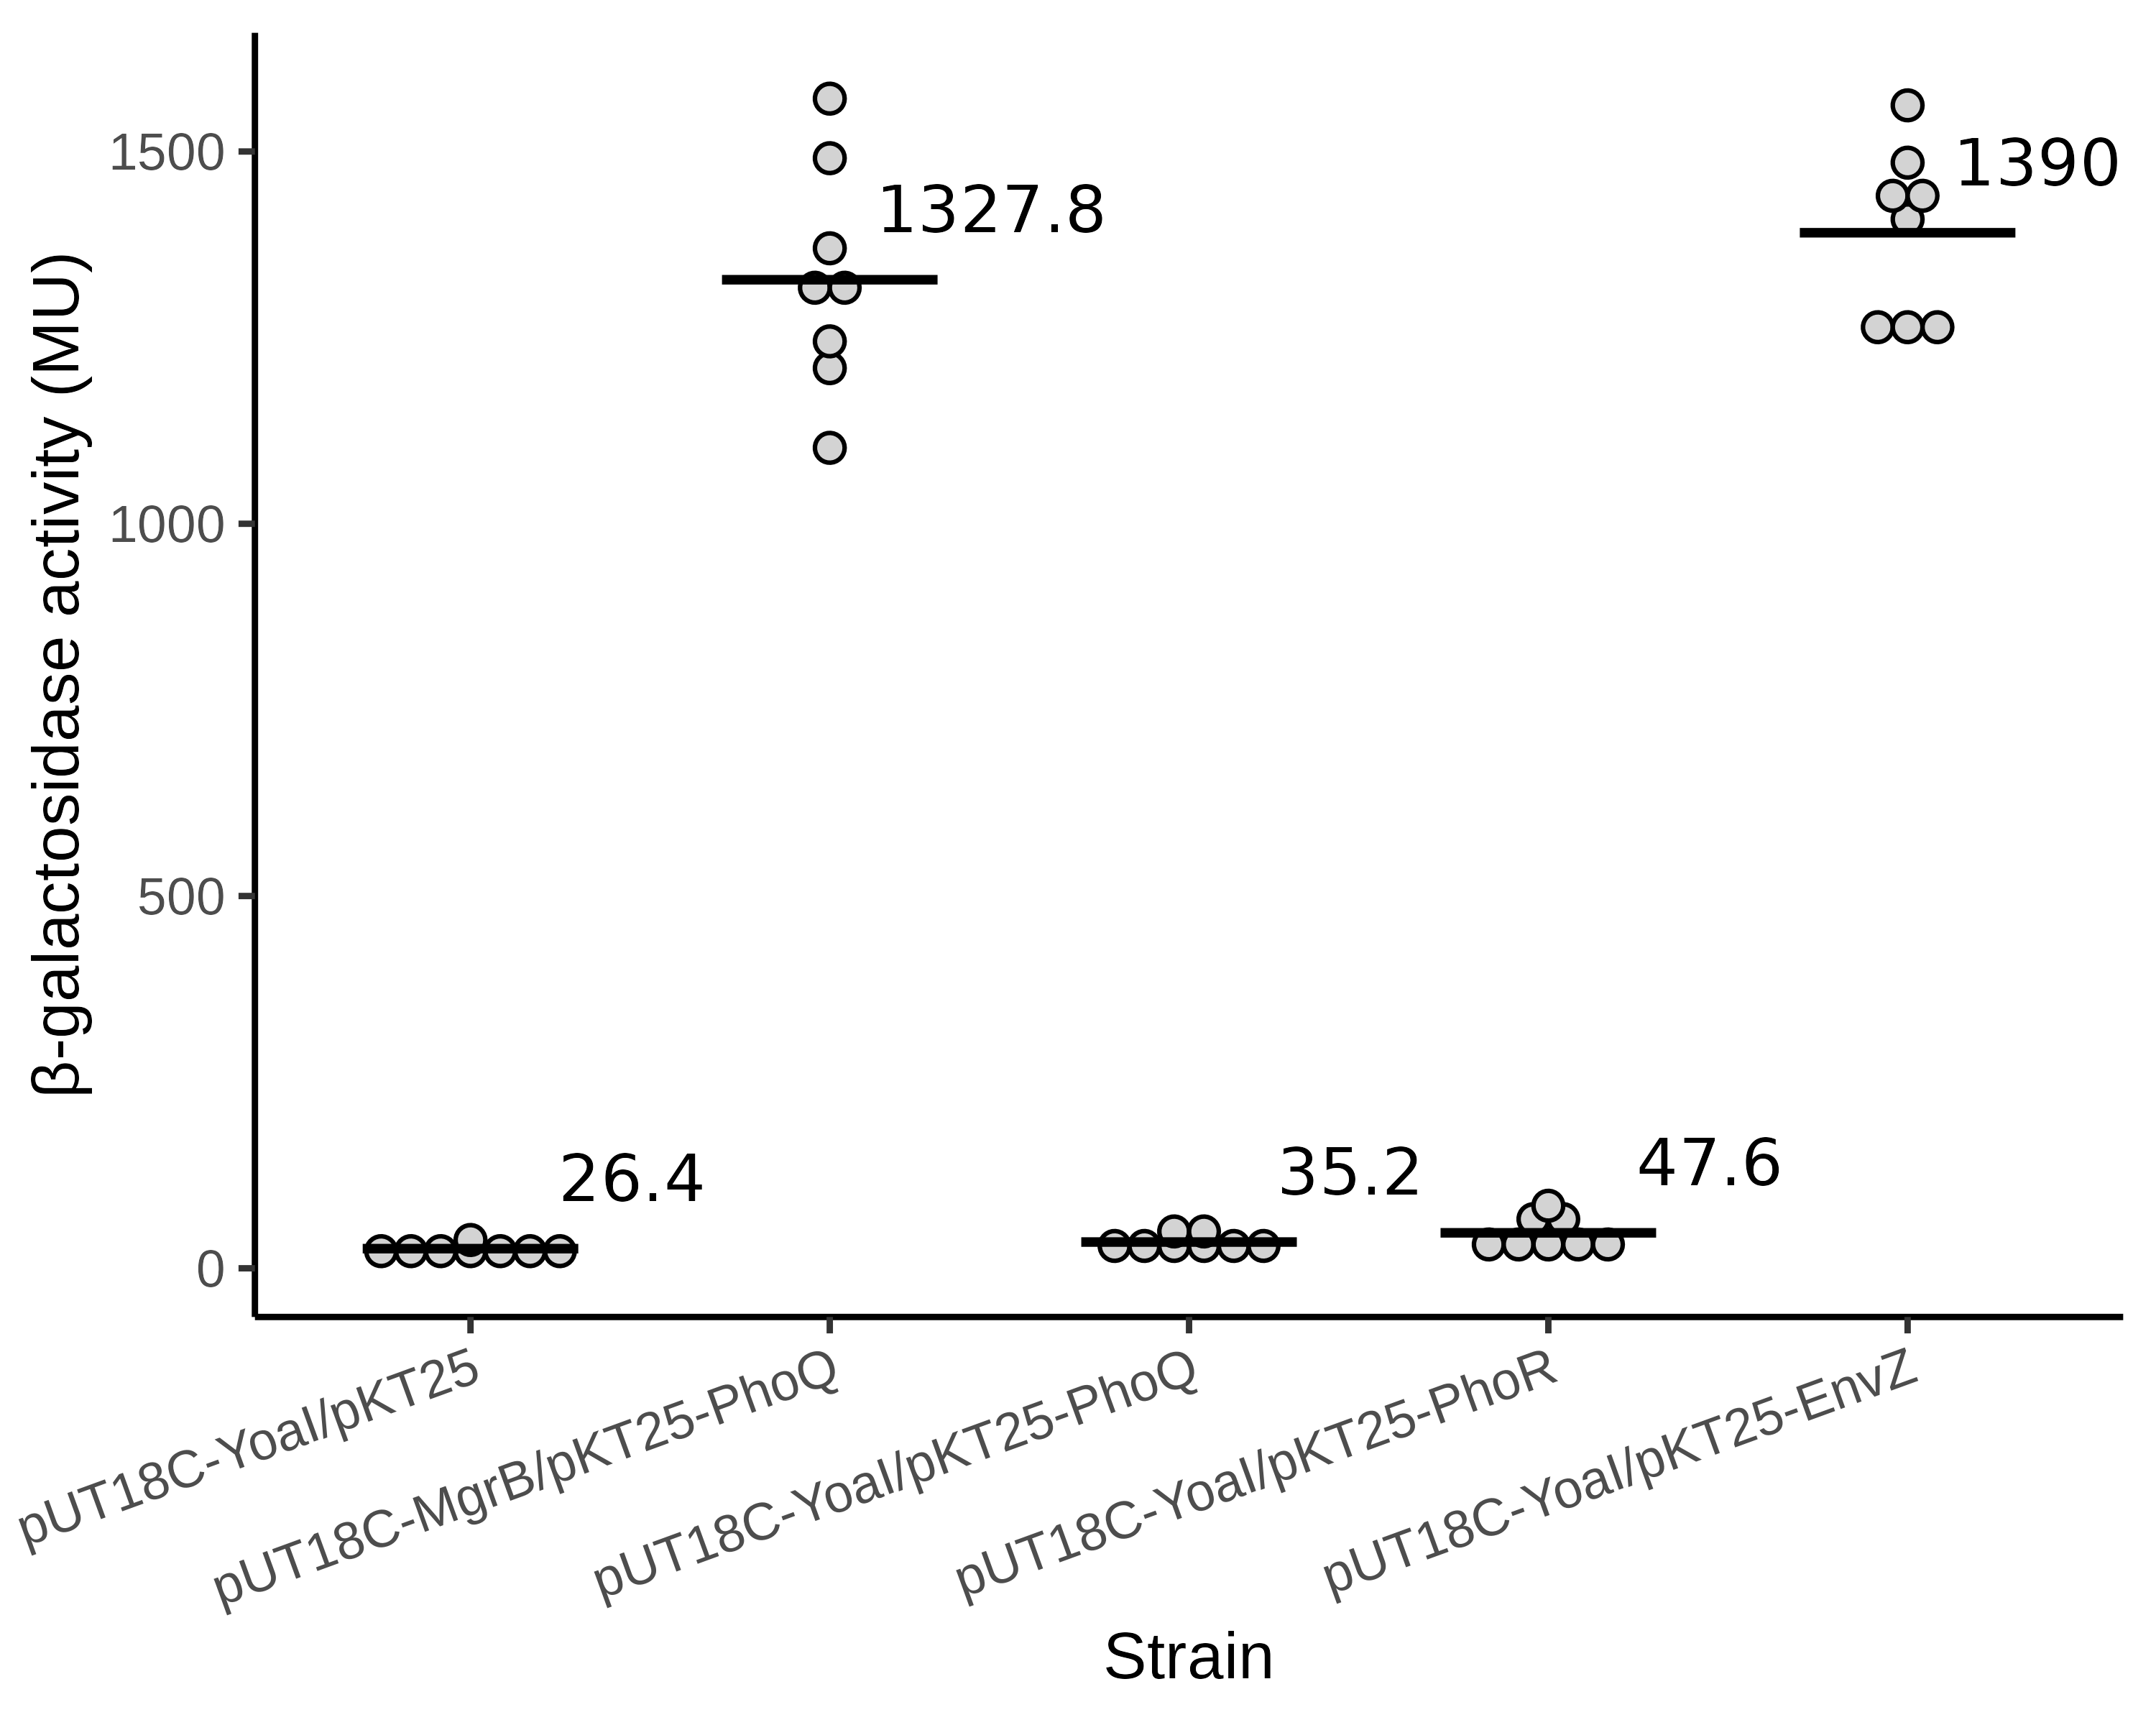 β-galactosidase activity (MU)
1500
1000
500
0
26.4
1327.8
35.2
47.6
1390
pUT18C-YoaI/pKT25
pUT18C-MgrB/pKT25-PhoQ
pUT18C-YoaI/pKT25-PhoQ
pUT18C-YoaI/pKT25-PhoR
pUT18C-YoaI/pKT25-EnvZ
Strain